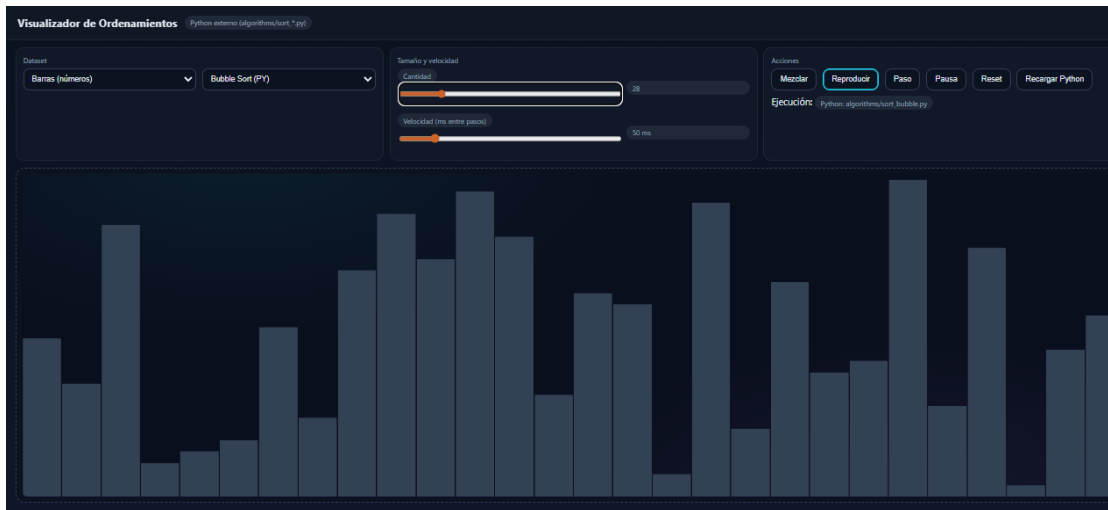 Visualizador de Ordenamientos
Python externo (algorithms/sort_*.py)
Dataset
Barras (números)
Bubble Sort (PY)
Tamaño y velocidad
Cantidad
28
Velocidad (ms entre pasos)
50 ms
Acciones
Mezclar Reproducir Paso Pausa Reset Recargar Python
Ejecución: Python: algorithms/sort_bubble.py